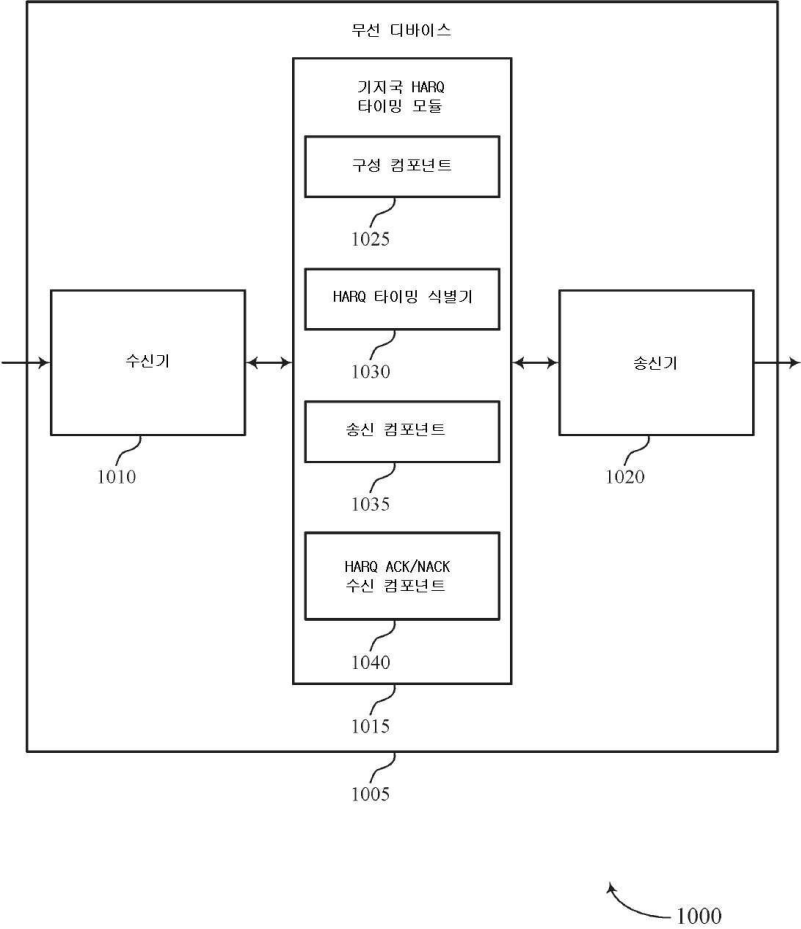 무선 디바이스
기지국 HARQ
타이밍 모듈
구성 컴포넌트
1025
HARQ 타이밍 식별기
1030
수신기
1010
송신기
1020
송신 컴포넌트
1035
HARQ ACK/NACK
수신 컴포넌트
1040
1015
1005
1000